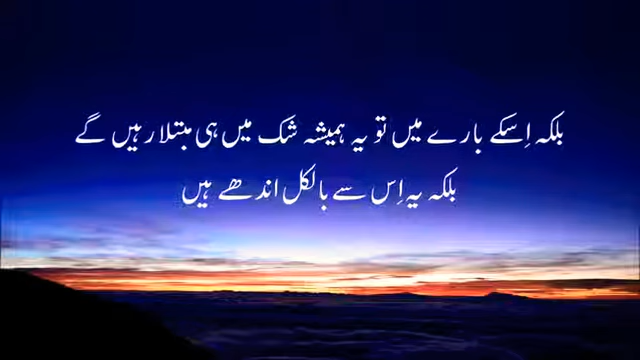 بلکہ اِسکے بارے میں تو یہ ہمیشہ شک میں ہی مبتلا رہیں گے
بلکہ یہ اِس سے بالکل اندھے ہیں